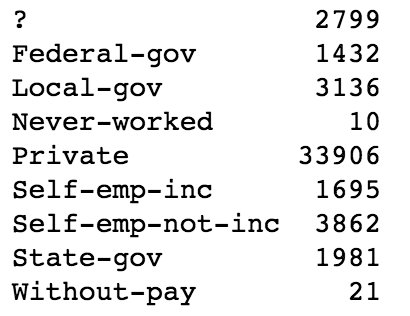 ? 2799
Federal-gov 1432
Local-gov 3136
Never-worked 10
Private 33906
Self-emp-inc 1695
Self-emp-not-inc 3862
State-gov 1981
Without-pay 21